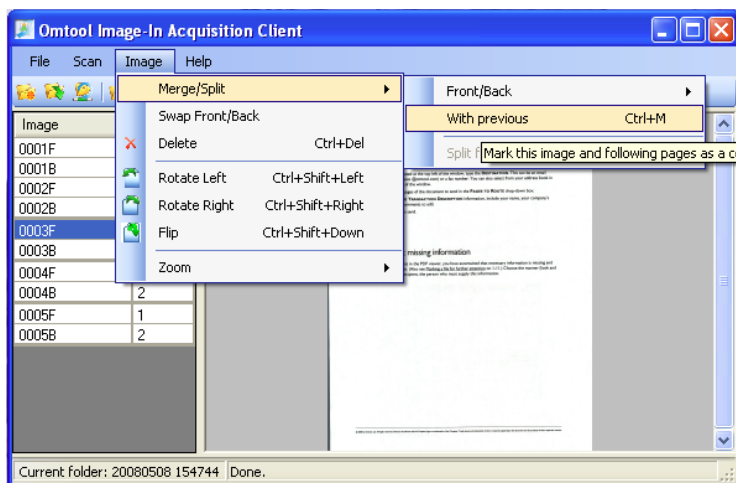 Omtool Image-In Acquisition Client
File Scan Image Help
Merge/Split
Swap Front/Back
Delete Ctrl+Del
Rotate Left Ctrl+Shift+Left
Rotate Right Ctrl+Shift+Right
Flip Ctrl+Shift+Down
Zoom
Front/Back
With previous Ctrl+M
Split
Mark this image and following pages as a
Image
0001F
0001B
0002F
0002B
0003F
0003B
0004F
0004B 2
0005F 1
0005B 2
missing information
Current folder: 20080508 154744 Done.